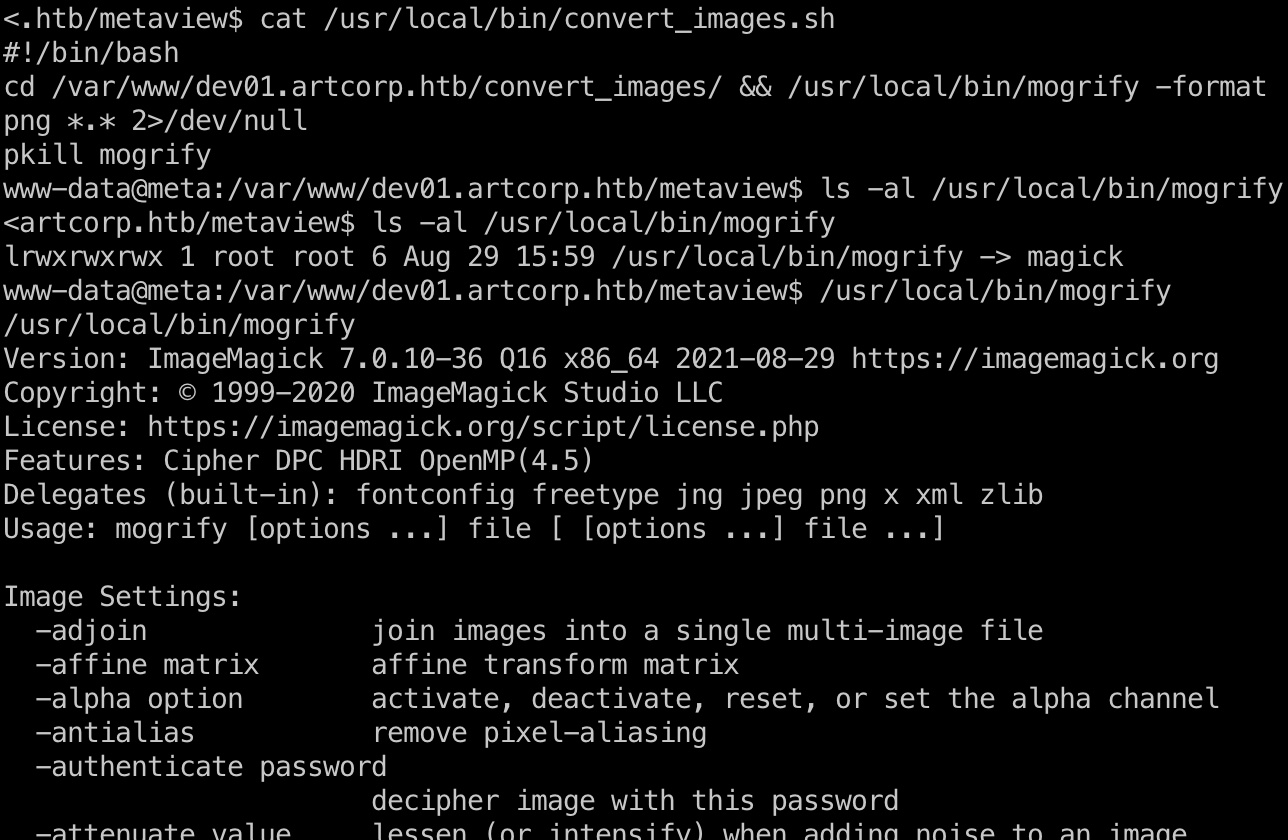 <.htb/metaview$ cat /usr/local/bin/convert_images.sh
#!/bin/bash
cd /var/www/dev01.artcorp.htb/convert_images/ && /usr/local/bin/mogrify -format
png *.* 2>/dev/null
pkill mogrify
www-data@meta:/var/www/dev01.artcorp.htb/metaview$ ls -al /usr/local/bin/mogrify
<artcorp.htb/metaview$ ls -al /usr/local/bin/mogrify
lrwxrwxrwx 1 root root 6 Aug 29 15:59 /usr/local/bin/mogrify -> magick
www-data@meta:/var/www/dev01.artcorp.htb/metaview$ /usr/local/bin/mogrify
/usr/local/bin/mogrify
Version: ImageMagick 7.0.10-36 Q16 x86_64 2021-08-29 https://imagemagick.org
Copyright: © 1999-2020 ImageMagick Studio LLC
License: https://imagemagick.org/script/license.php
Features: Cipher DPC HDRI OpenMP(4.5)
Delegates (built-in): fontconfig freetype jng jpeg png x xml zlib
Usage: mogrify [options ...] file [ [options ...] file ...]
Image Settings:
  -adjoin              join images into a single multi-image file
  -affine matrix       affine transform matrix
  -alpha option        activate, deactivate, reset, or set the alpha channel
  -antialias           remove pixel-aliasing
  -authenticate password
                       decipher image with this password
  -attenuate value     lessen (or intensify) when adding noise to an image